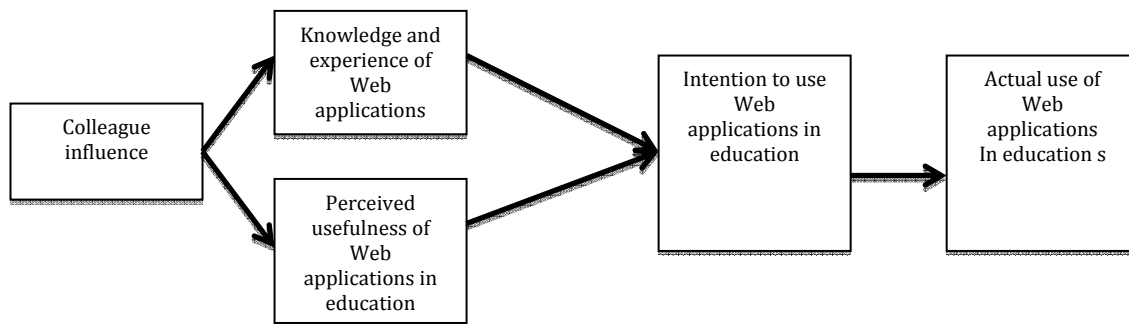 Colleague
influence
Knowledge and
experience of
Web
applications
Perceived
usefulness of
Web
applications in
education
Intention to use
Web
applications in
education
Actual use of
Web
applications
In education s